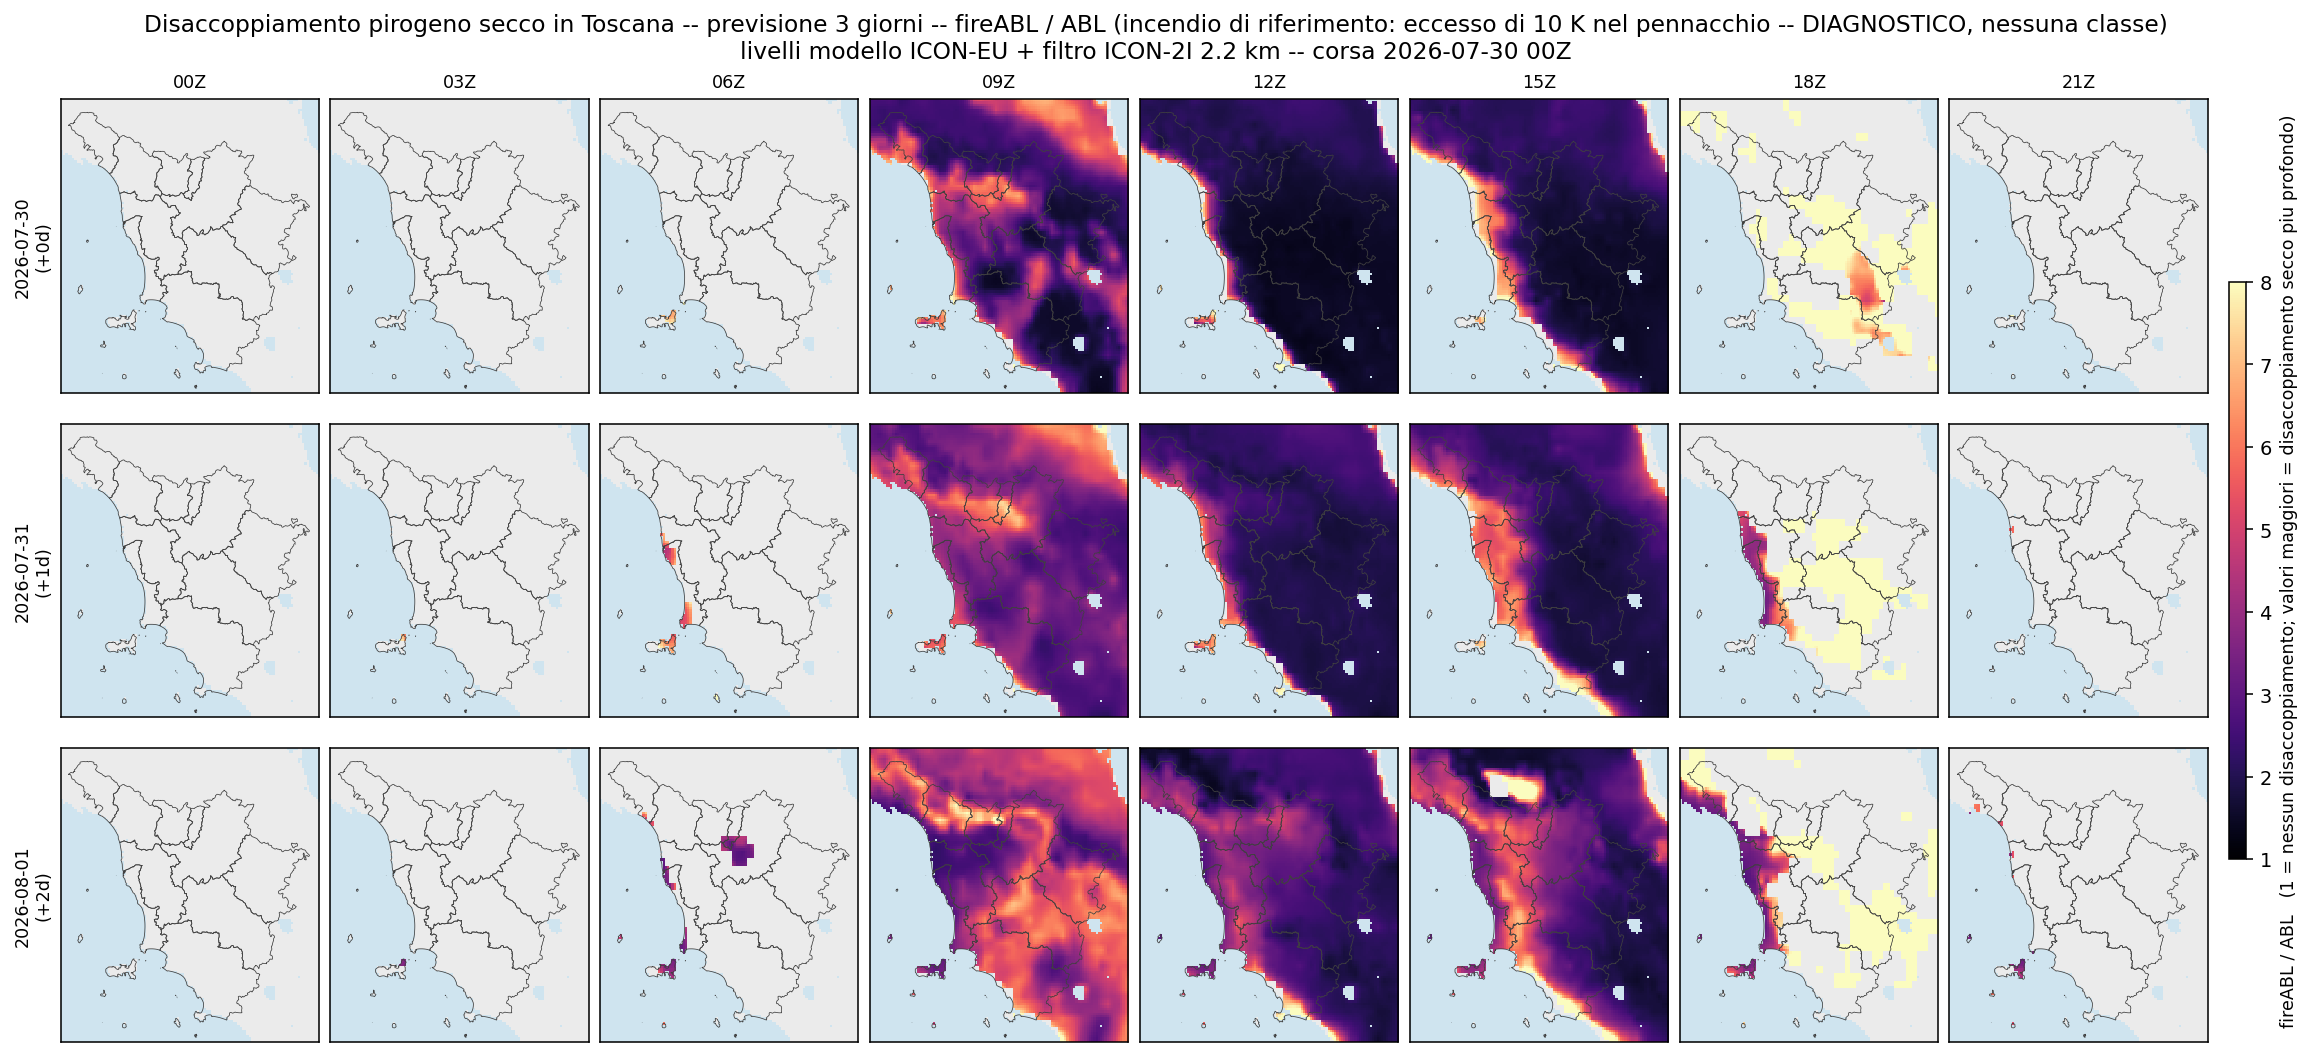 Disaccoppiamento pirogeno secco in Toscana -- previsione 3 giorni -- fireABL / ABL (incendio di riferimento: eccesso di 10 K nel pennacchio -- DIAGNOSTICO, nessuna classe)
livelli modello ICON-EU + filtro ICON-2I 2.2 km -- corsa 2026-07-30 00Z
00Z
03Z
06Z
09Z
12Z
15Z
18Z
21Z
2026-07-30
(+0d)
2026-07-31
(+1d)
2026-08-01
(+2d)
8
7
6
5
4
3
2
1
fireABL / ABL   (1 = nessun disaccoppiamento; valori maggiori = disaccoppiamento secco piu profondo)